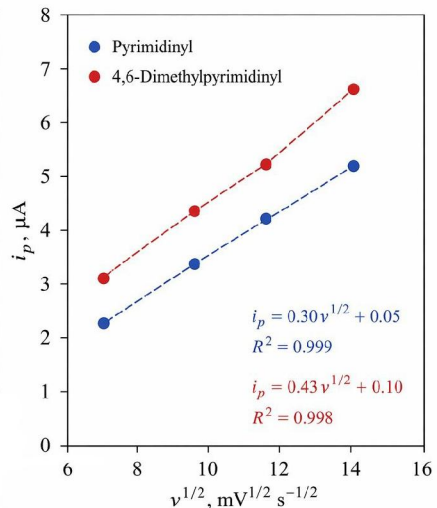 8
7
6
5
4
3
2
1
0
i_p, μA
Pyrimidinyl
4,6-Dimethylpyrimidinyl
i_p = 0.30 ν^{1/2} + 0.05
R² = 0.999
i_p = 0.43 ν^{1/2} + 0.10
R² = 0.998
6 8 10 12 14 16
ν^{1/2}, mV^{1/2} s^{−1/2}